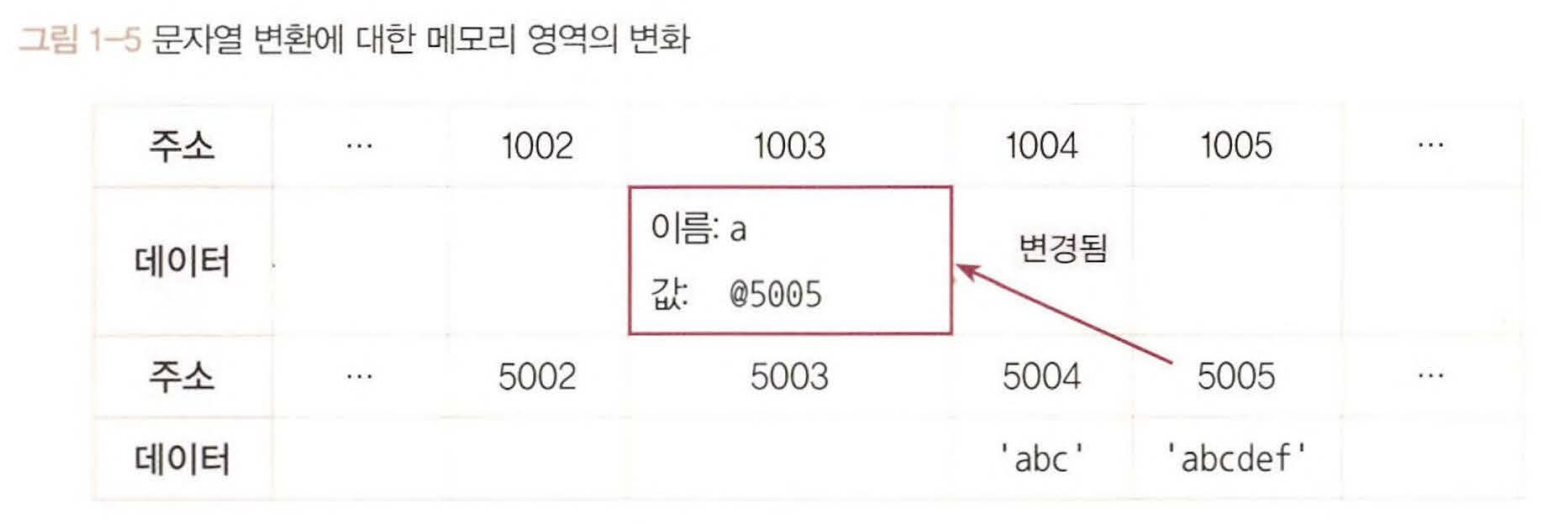 그림 1-5 문자열 변환에 대한 메모리 영역의 변화
주소 ... 1002 1003 1004 1005 ...
이름: a
데이터 변경됨
값: @5005
주소 ... 5002 5003 5004 5005 ...
데이터 'abc' 'abcdef'